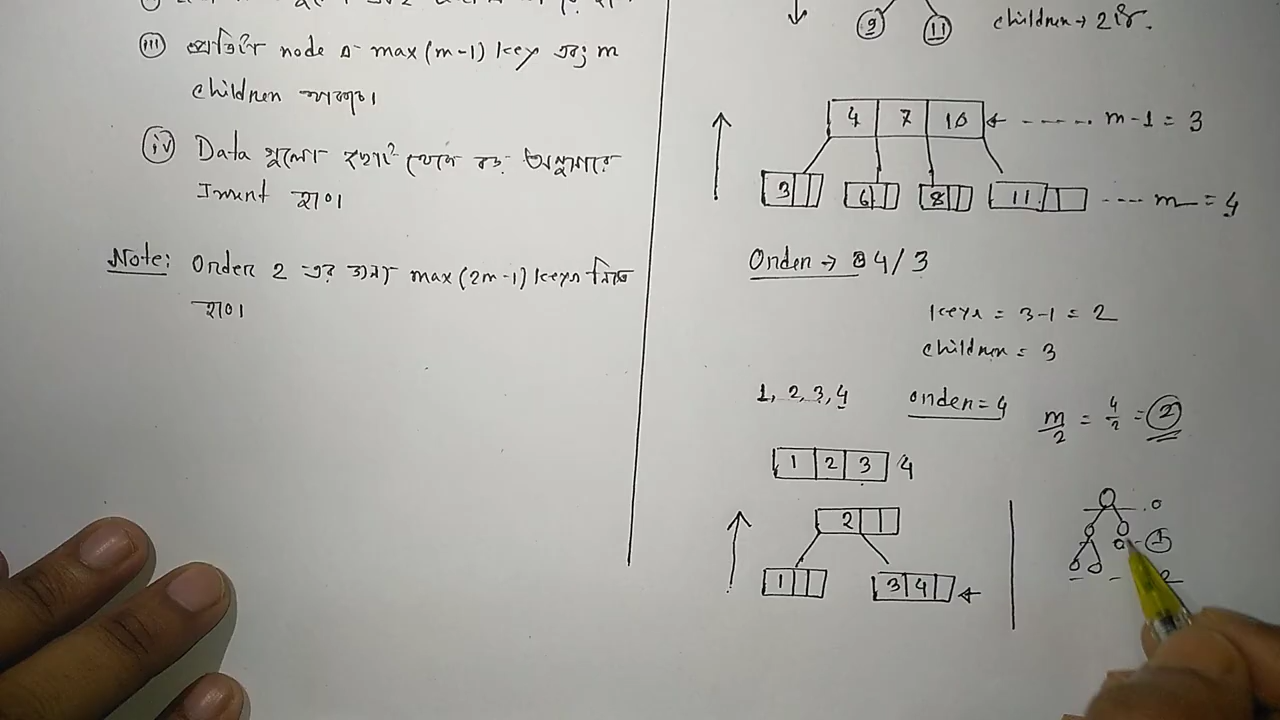 (iii) প্রতিটি node এ max (m-1) key এবং m
children থাকবে।
(iv) Data গুলো থেকে
Insert হবে।
Note: Order 2 এর জন্য max (2m-1) keys নিতে
হবে।
9 11 children → 2টি.
4 7 10 ← ------ m-1 = 3
3 6 8 11 ---- m = 4
Order → 4/3
keys = 3-1 = 2
children = 3
1, 2, 3, 4 order = 4 m/2 = 4/2 = 2
1 2 3 4
2
1 3 4 ←
0
1
2